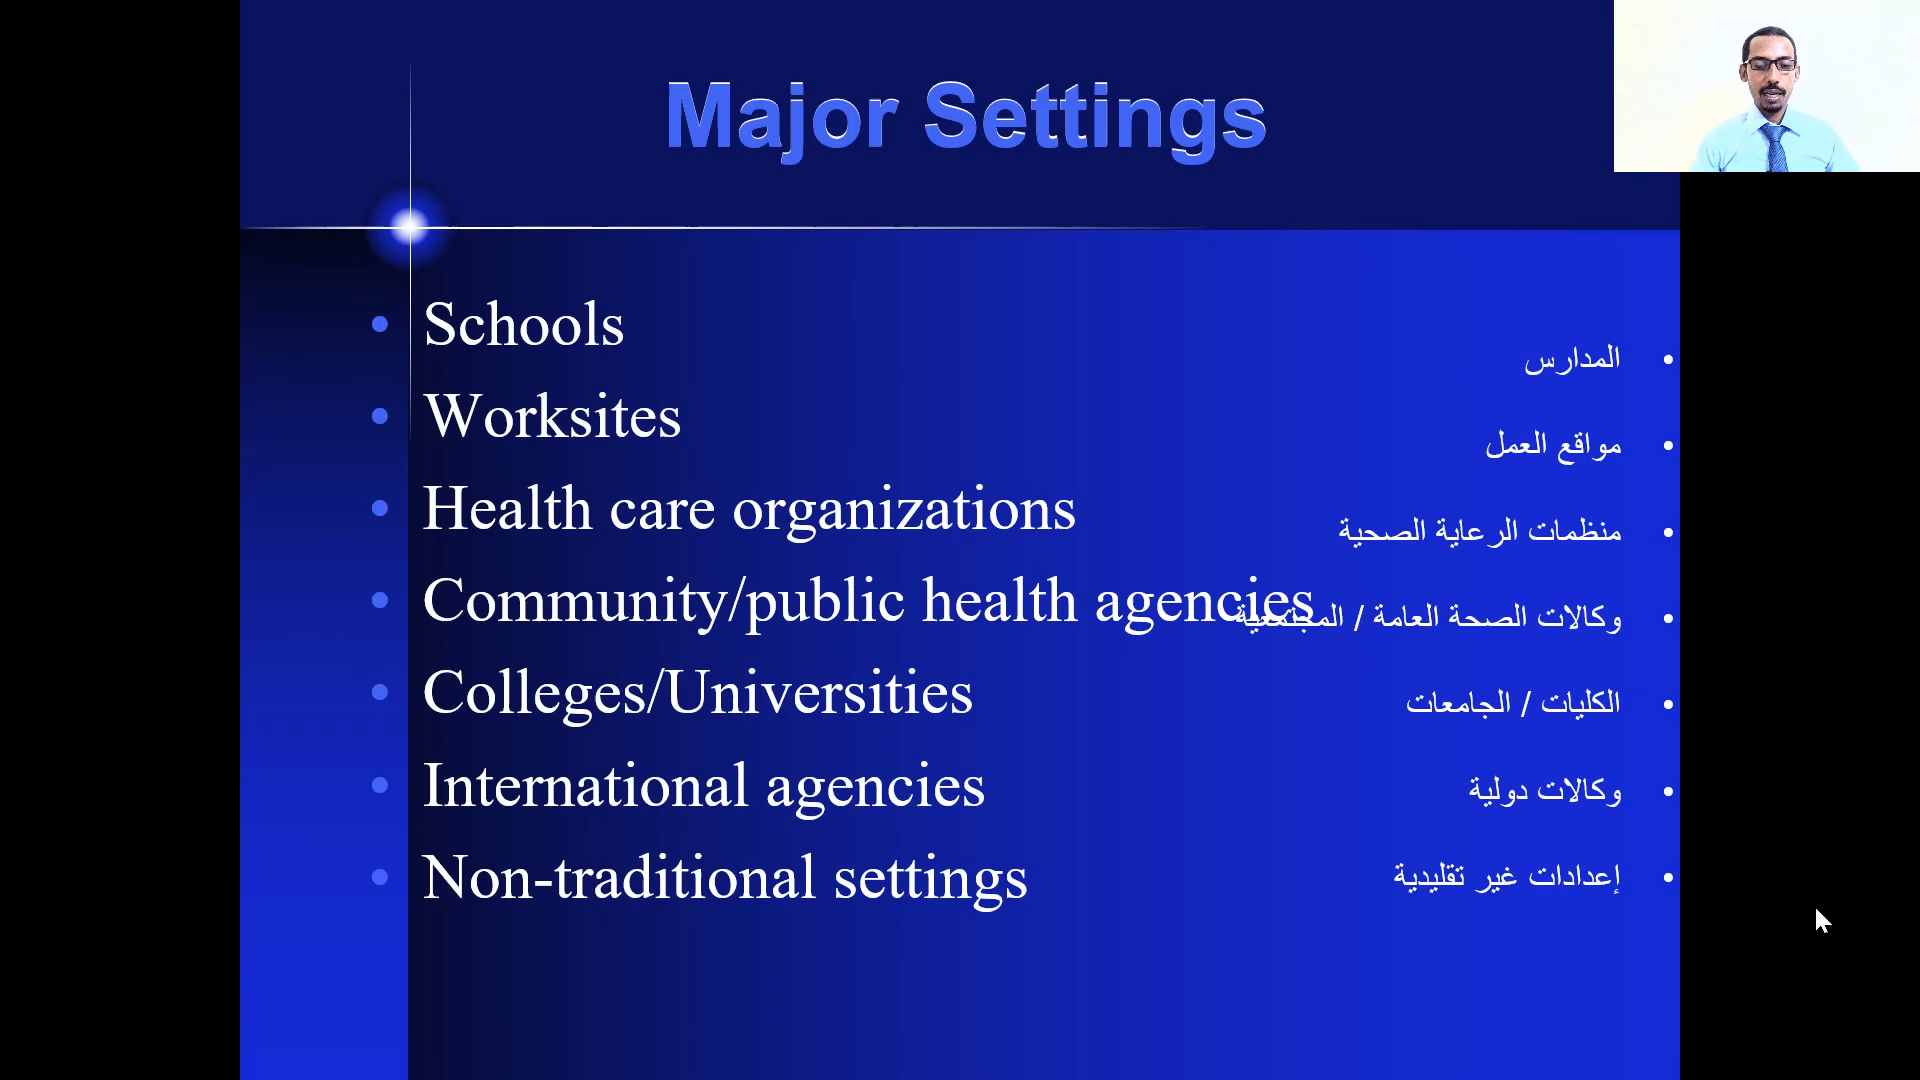 Major Settings
Schools
Worksites
Health care organizations
Community/public health agencies
Colleges/Universities
International agencies
Non-traditional settings
المدارس
مواقع العمل
منظمات الرعاية الصحية
وكالات الصحة العامة / المجتمعية
الكليات / الجامعات
وكالات دولية
إعدادات غير تقليدية